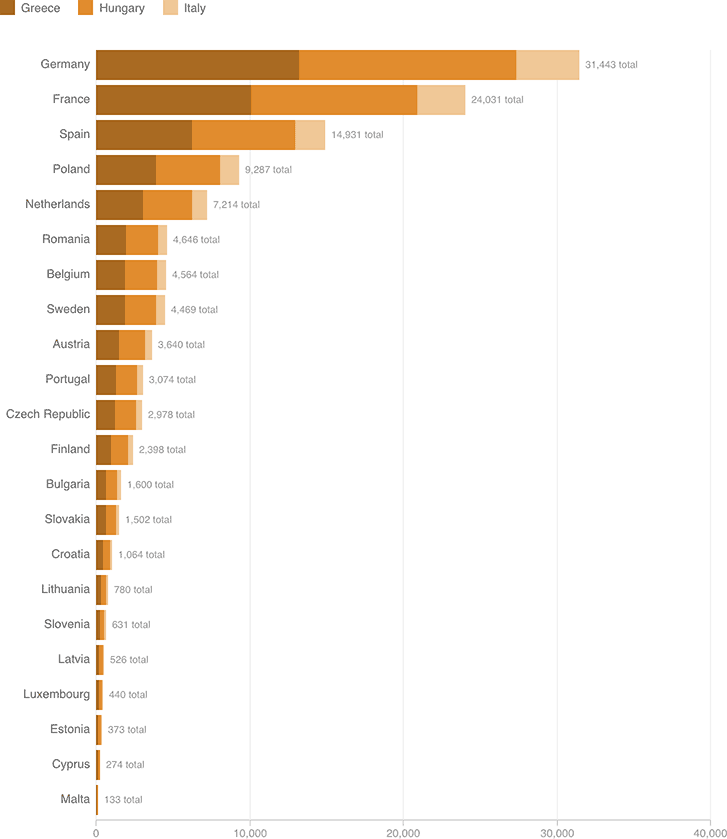 Greece Hungary Italy
Germany 31,443 total
France 24,031 total
Spain 14,931 total
Poland 9,287 total
Netherlands 7,214 total
Romania 4,646 total
Belgium 4,564 total
Sweden 4,469 total
Austria 3,640 total
Portugal 3,074 total
Czech Republic 2,978 total
Finland 2,398 total
Bulgaria 1,600 total
Slovakia 1,502 total
Croatia 1,064 total
Lithuania 780 total
Slovenia 631 total
Latvia 526 total
Luxembourg 440 total
Estonia 373 total
Cyprus 274 total
Malta 133 total
0 10,000 20,000 30,000 40,000